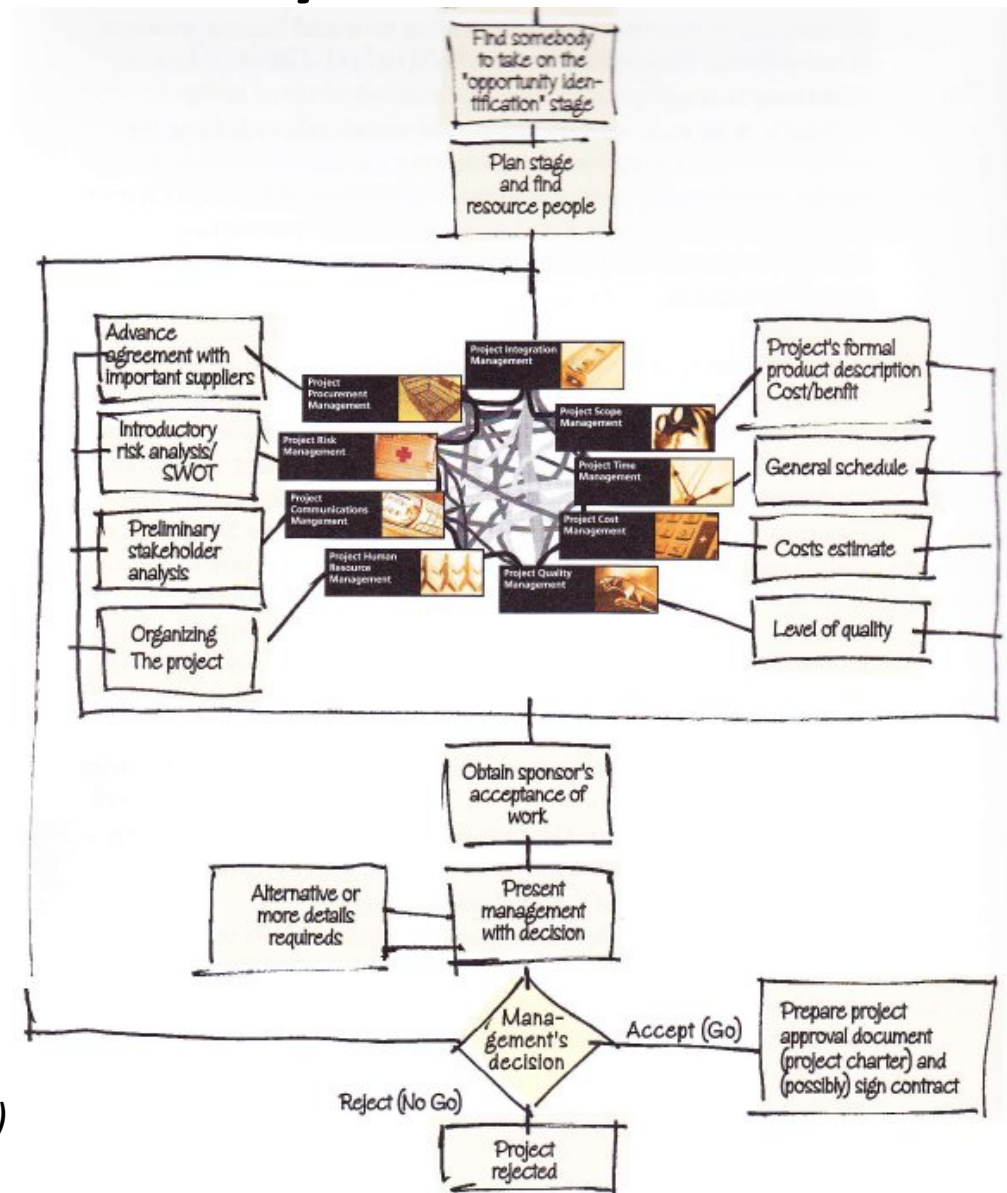 Find somebody
to take on the
"opportunity iden-
tification" stage
Plan stage
and find
resource people
Advance
agreement with
important suppliers
Introductory
risk analysis/
SWOT
Preliminary
stakeholder
analysis
Organizing
The project
Project Integration
Management
Project
Procurement
Management
Project Risk
Management
Project
Communications
Mangement
Project Human
Resource
Management
Project Scope
Management
Project Time
Management
Project Cost
Management
Project Quality
Management
Project's formal
product description
Cost/benfit
General schedule
Costs estimate
Level of quality
Obtain sponsor's
acceptance of
work
Alternative or
more details
requireds
Present
management
with decision
Mana-
gement's
decision
Accept (Go)
Prepare project
approval document
(project charter) and
(possibly) sign contract
Reject (No Go)
)
Project
rejected